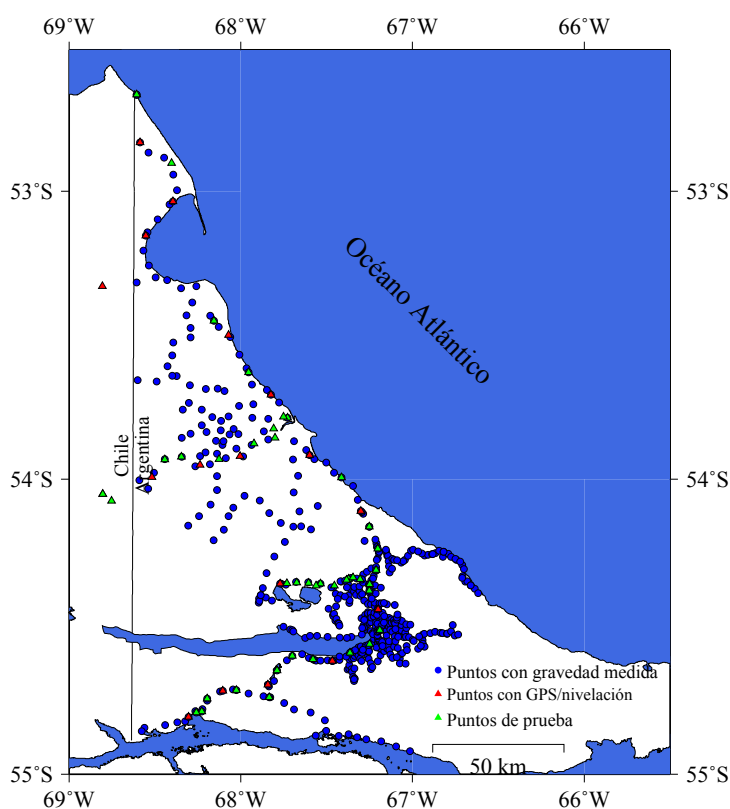 69˚W 68˚W 67˚W 66˚W
53˚S 53˚S
Océano Atlántico
Chile
Argentina
54˚S 54˚S
Puntos con gravedad medida
Puntos con GPS/nivelación
Puntos de prueba
50 km
55˚S 55˚S
69˚W 68˚W 67˚W 66˚W